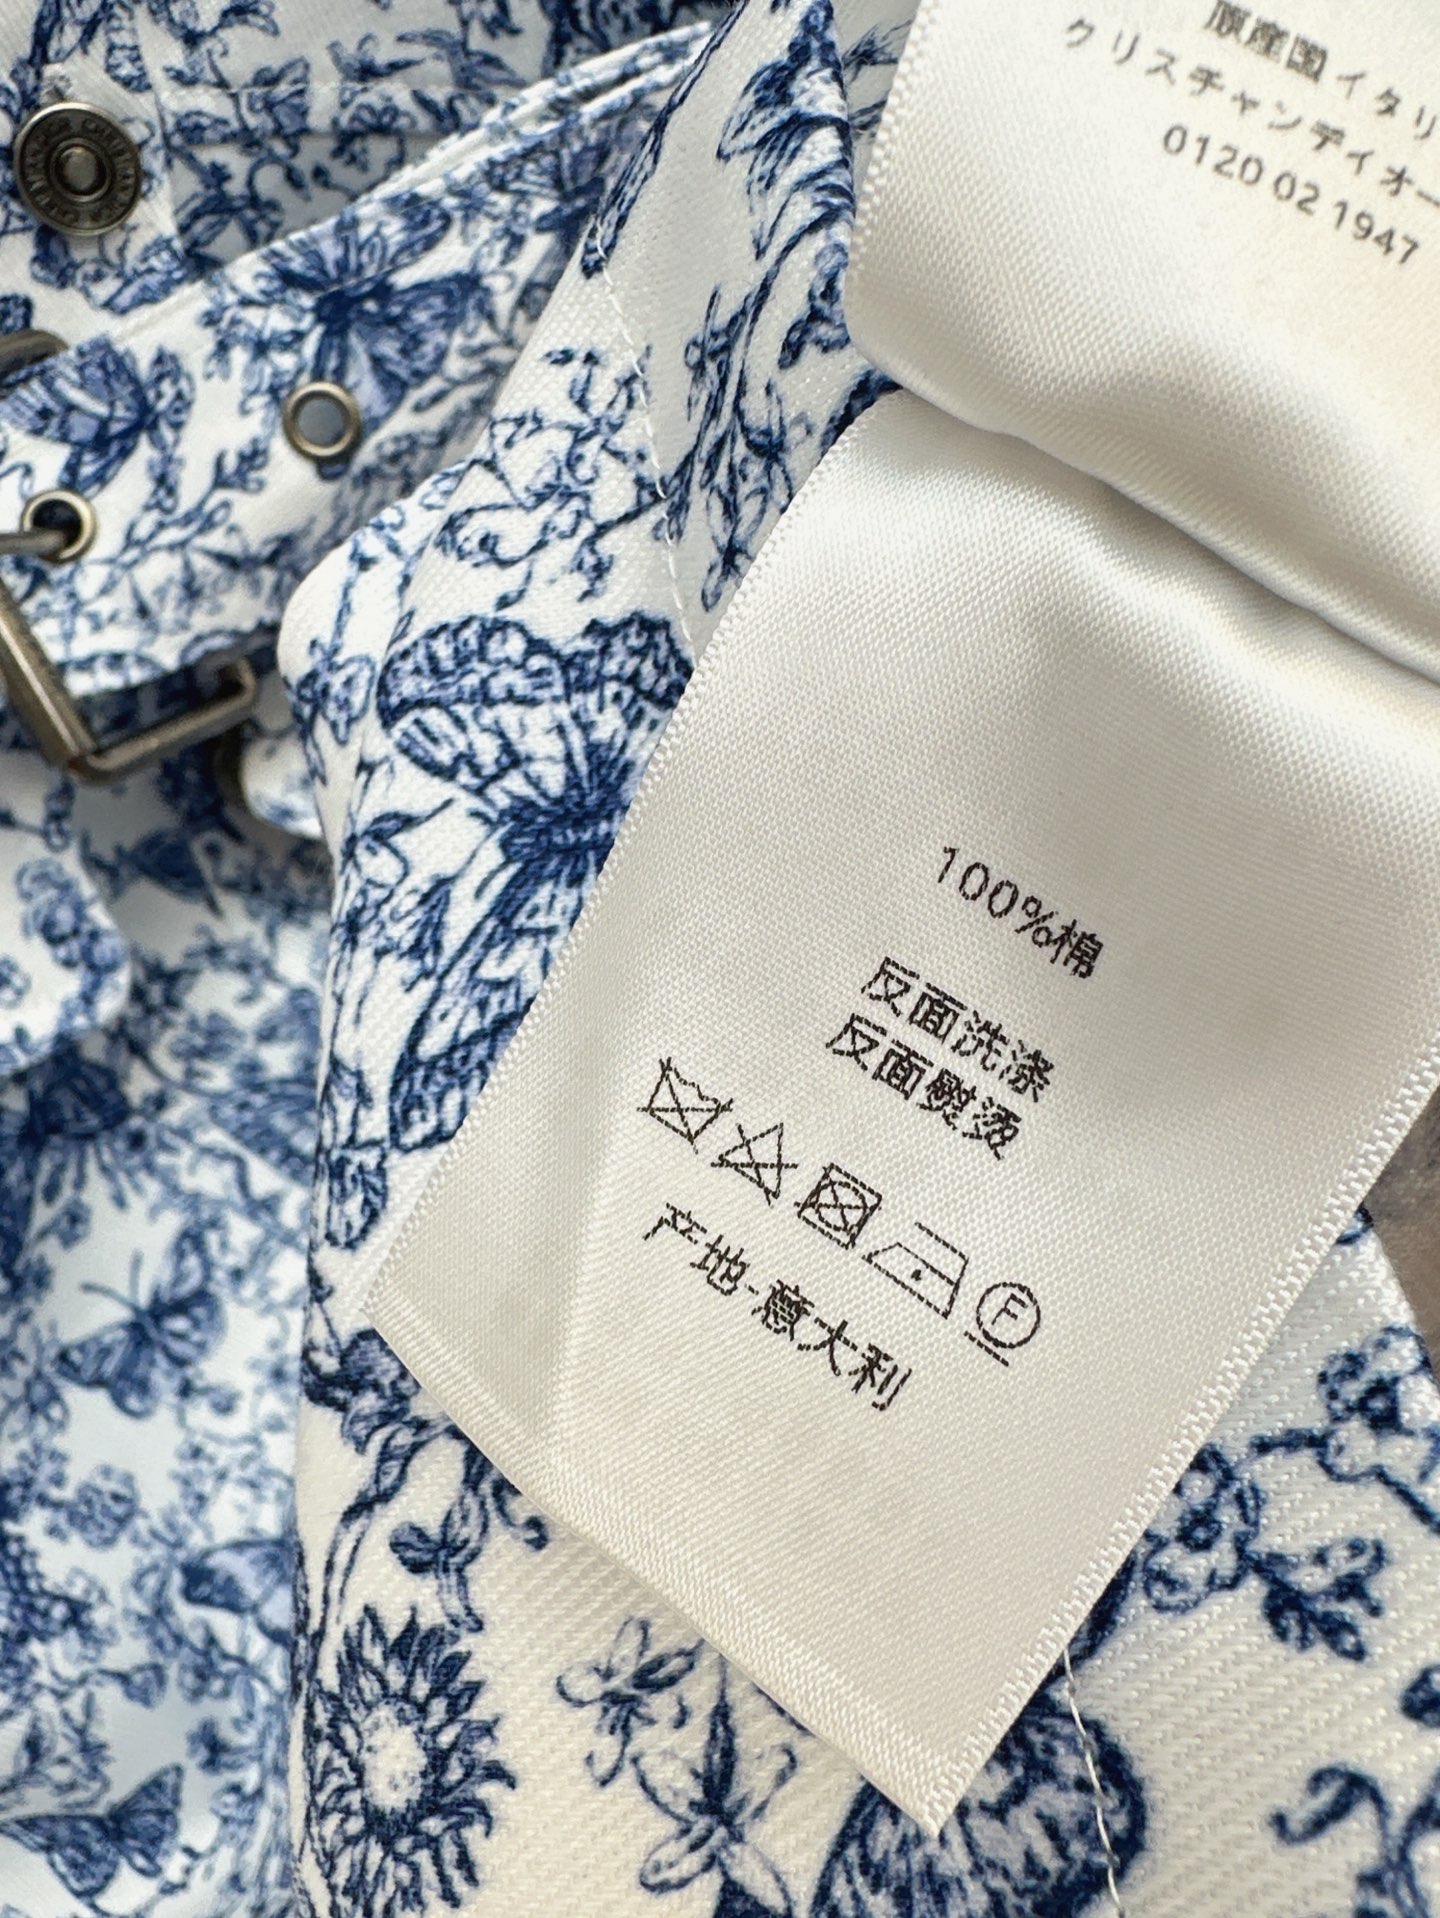 原産国イタリ
クリスチャンディオー
0120 02 1947
100%棉
反面洗涤
反面熨烫
F
产地-意大利